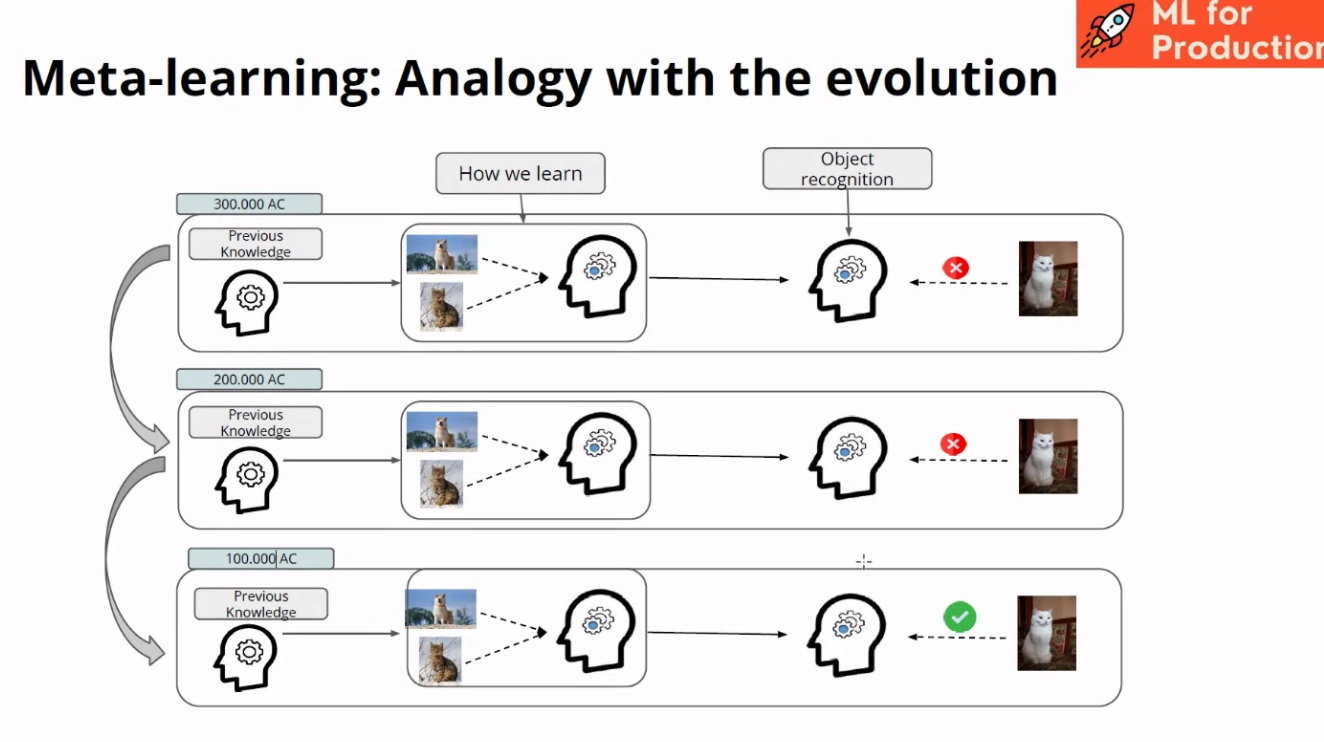 ML for
Production
Meta-learning: Analogy with the evolution
How we learn
Object
recognition
300.000 AC
Previous
Knowledge
200.000 AC
Previous
Knowledge
100.000 AC
Previous
Knowledge